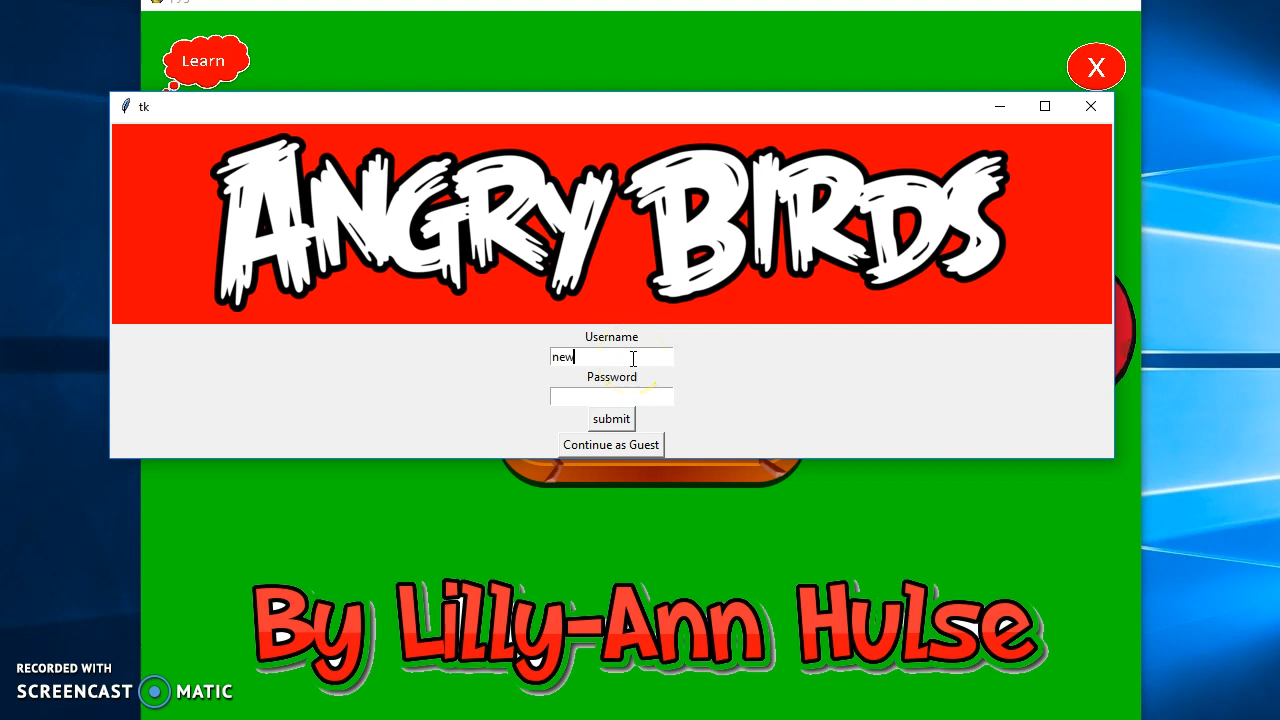 Learn
X
tk
ANGRY BIRDS
Username
new
Password
submit
Continue as Guest
By Lilly-Ann Hulse
RECORDED WITH
SCREENCAST MATIC